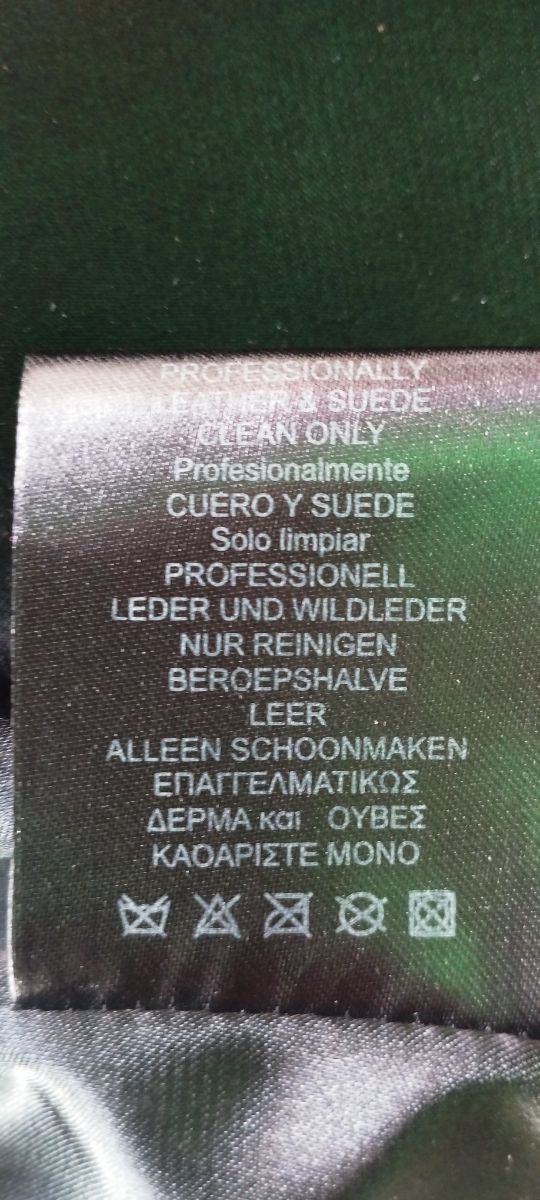 PROFESSIONALLY
LEATHER & SUEDE
CLEAN ONLY
Profesionalmente
CUERO Y SUEDE
Solo limpiar
PROFESSIONELL
LEDER UND WILDLEDER
NUR REINIGEN
BEROEPSHALVE
LEER
ALLEEN SCHOONMAKEN
ΕΠΑΓΓΕΛΜΑΤΙΚΩΣ
ΔΕΡΜΑ και ΟΥΒΕΣ
ΚΑΟΑΡΙΣΤΕ ΜΟΝΟ